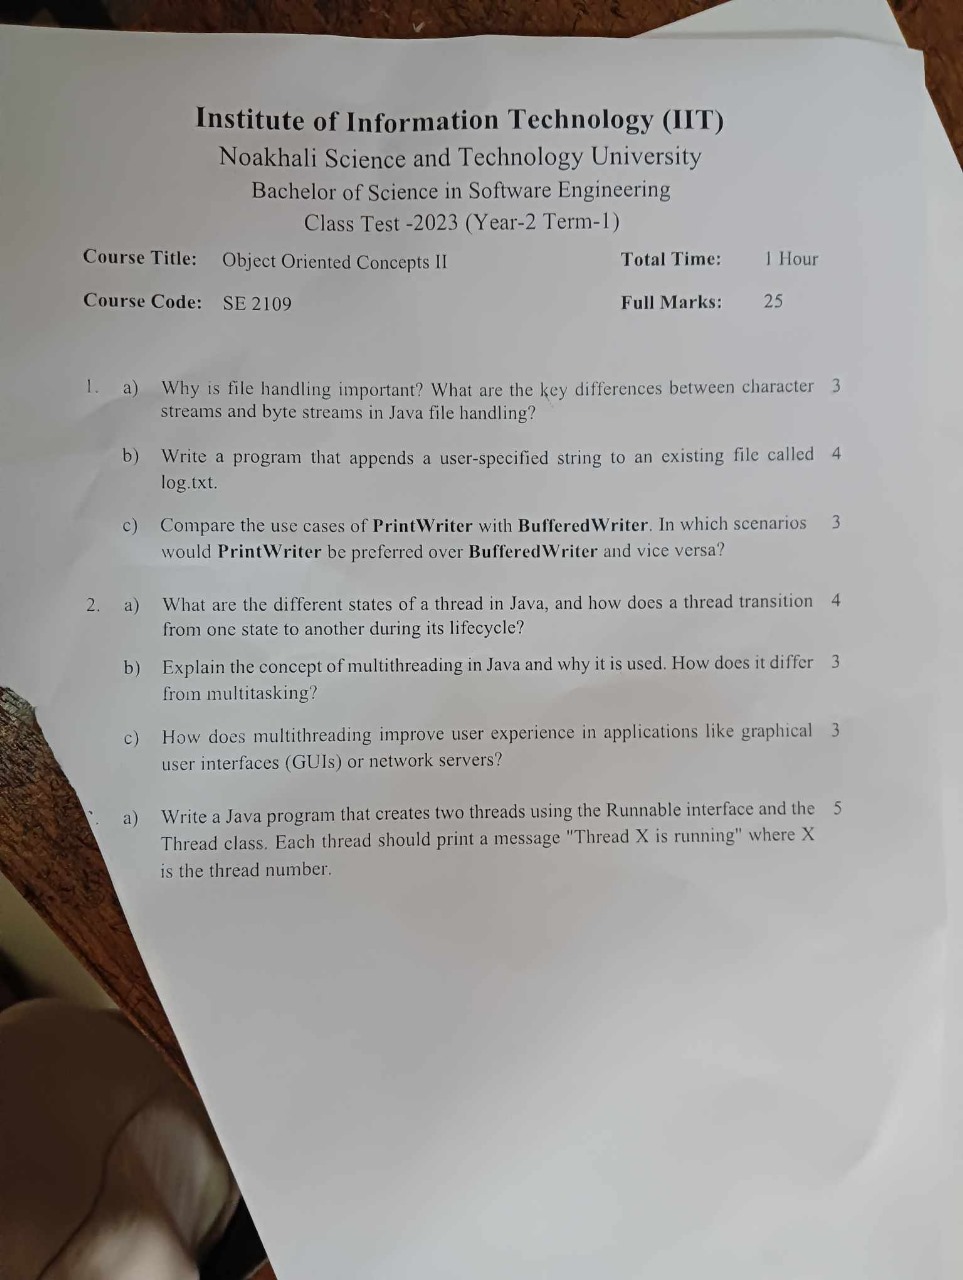 Institute of Information Technology (IIT)
Noakhali Science and Technology University
Bachelor of Science in Software Engineering
Class Test -2023 (Year-2 Term-1)
Course Title: Object Oriented Concepts II Total Time: 1 Hour
Course Code: SE 2109 Full Marks: 25
1. a) Why is file handling important? What are the key differences between character 3
streams and byte streams in Java file handling?
b) Write a program that appends a user-specified string to an existing file called 4
log.txt.
c) Compare the use cases of PrintWriter with BufferedWriter. In which scenarios 3
would PrintWriter be preferred over BufferedWriter and vice versa?
2. a) What are the different states of a thread in Java, and how does a thread transition 4
from one state to another during its lifecycle?
b) Explain the concept of multithreading in Java and why it is used. How does it differ 3
from multitasking?
c) How does multithreading improve user experience in applications like graphical 3
user interfaces (GUIs) or network servers?
a) Write a Java program that creates two threads using the Runnable interface and the 5
Thread class. Each thread should print a message "Thread X is running" where X
is the thread number.